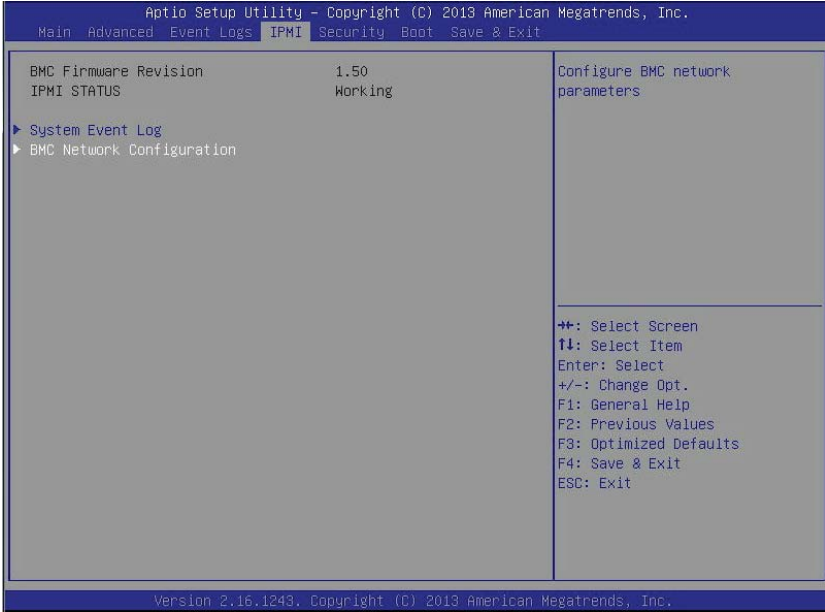 Aptio Setup Utility – Copyright (C) 2013 American Megatrends, Inc.
Main Advanced Event Logs IPMI Security Boot Save & Exit
BMC Firmware Revision 1.50
IPMI STATUS Working
System Event Log
BMC Network Configuration
Configure BMC network
parameters
→←: Select Screen
↑↓: Select Item
Enter: Select
+/-: Change Opt.
F1: General Help
F2: Previous Values
F3: Optimized Defaults
F4: Save & Exit
ESC: Exit
Version 2.16.1243. Copyright (C) 2013 American Megatrends, Inc.